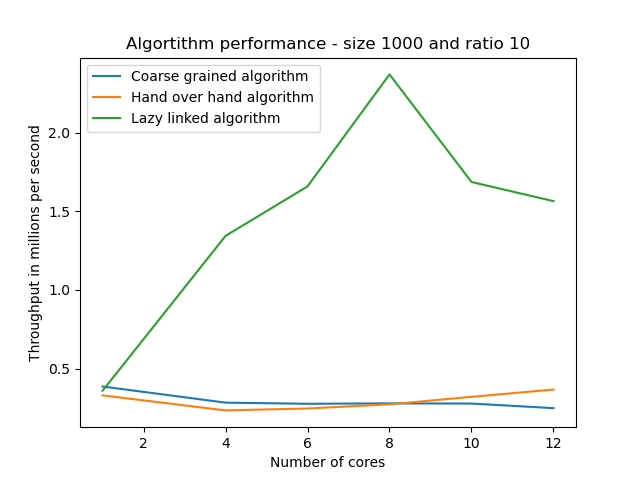 Algortithm performance - size 1000 and ratio 10
Coarse grained algorithm
Hand over hand algorithm
Lazy linked algorithm
Throughput in millions per second
2.0
1.5
1.0
0.5
2 4 6 8 10 12
Number of cores